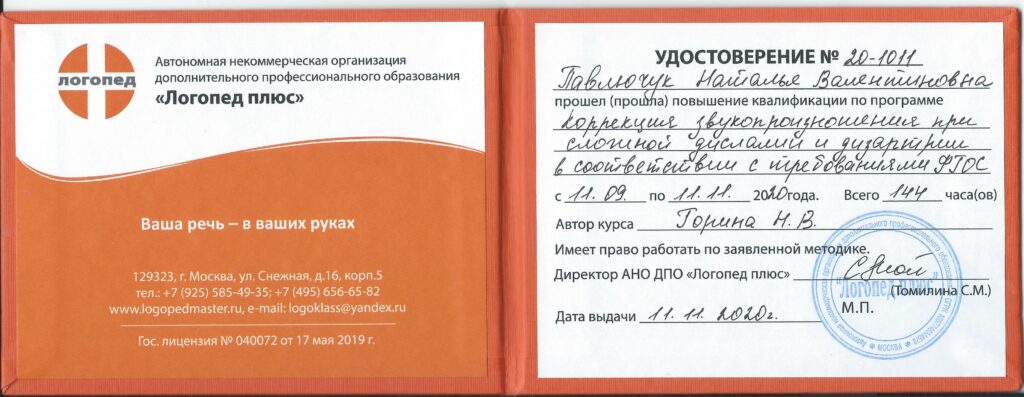 логопед
Автономная некоммерческая организация
дополнительного профессионального образования
«Логопед плюс»
Ваша речь – в ваших руках
129323, г. Москва, ул. Снежная, д.16, корп.5
тел.: +7 (925) 585-49-35; +7 (495) 656-65-82
www.logopedmaster.ru, e-mail: logoklass@yandex.ru
Гос. лицензия № 040072 от 17 мая 2019 г.
УДОСТОВЕРЕНИЕ № 20-1011
Павлючук Наталья Валентиновна
прошел (прошла) повышение квалификации по программе
коррекция звукопроизношения при
сложной дислалии и дизартрии
в соответствии с требованиями ФГОС
с 11.09 по 11.11. 2020года. Всего 144 часа(ов)
Автор курса Горина Н.В.
Имеет право работать по заявленной методике.
Директор АНО ДПО «Логопед плюс»
(Томилина С.М.)
М.П.
Дата выдачи 11.11.2020г.
"Логопед плюс"
МОСКВА